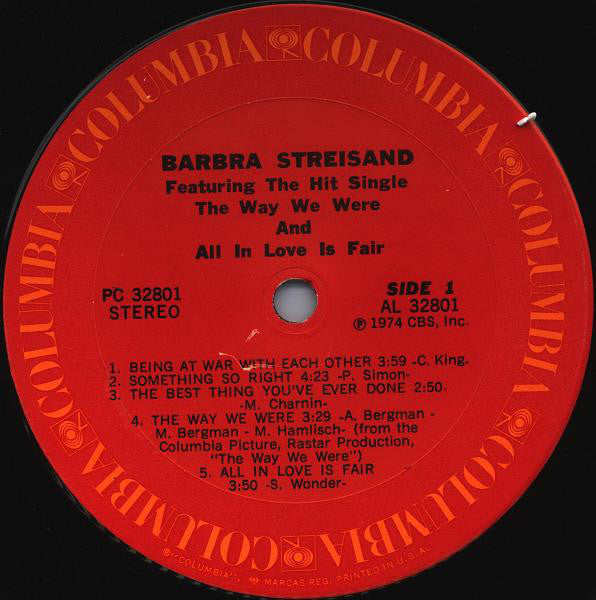 COLUMBIA COLUMBIA COLUMBIA COLUMBIA COLUMBIA COLUMBIA COLUMBIA
BARBRA STREISAND
Featuring The Hit Single
The Way We Were
And
All In Love Is Fair
PC 32801
STEREO
SIDE 1
AL 32801
℗ 1974 CBS, Inc.
1. BEING AT WAR WITH EACH OTHER 3:59 -C. King-
2. SOMETHING SO RIGHT 4:23 -P. Simon-
3. THE BEST THING YOU'VE EVER DONE 2:50
-M. Charnin-
4. THE WAY WE WERE 3:29 -A. Bergman -
M. Bergman - M. Hamlisch- (from the
Columbia Picture, Rastar Production,
"The Way We Were")
5. ALL IN LOVE IS FAIR
3:50 -S. Wonder-
®"COLUMBIA", MARCAS REG. PRINTED IN U.S.A.